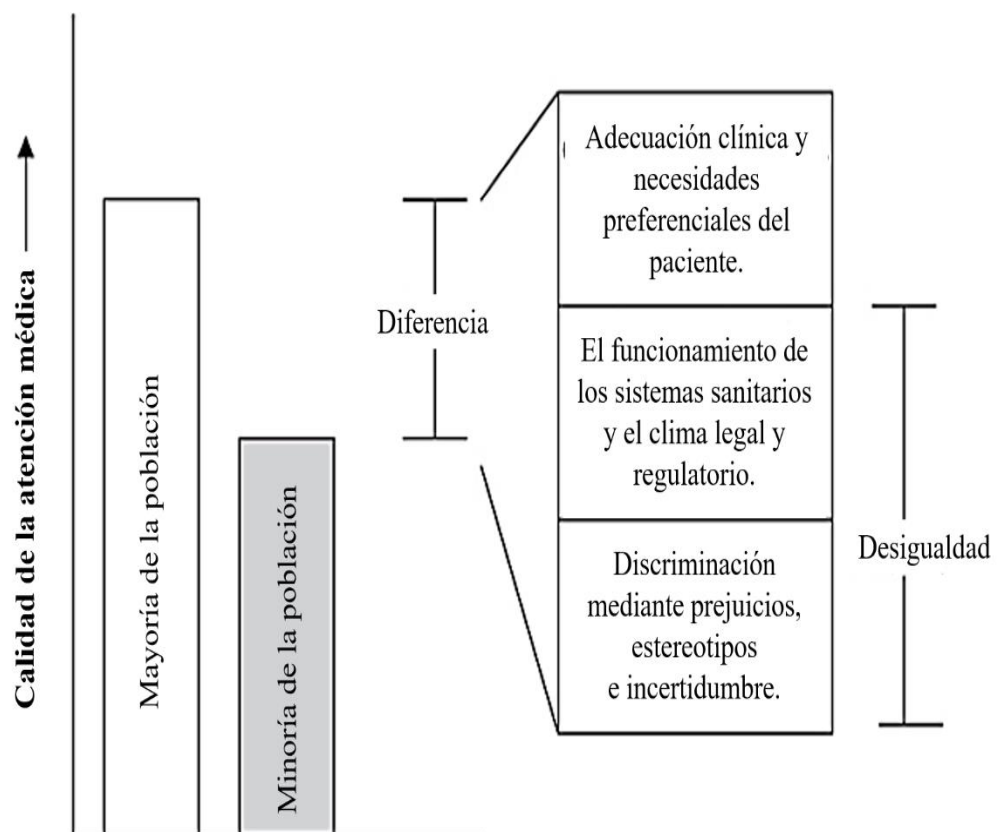 Calidad de la atención médica
Mayoría de la población
Minoría de la población
Diferencia
Adecuación clínica y
necesidades
preferenciales del
paciente.
El funcionamiento de
los sistemas sanitarios
y el clima legal y
regulatorio.
Discriminación
mediante prejuicios,
estereotipos
e incertidumbre.
Desigualdad